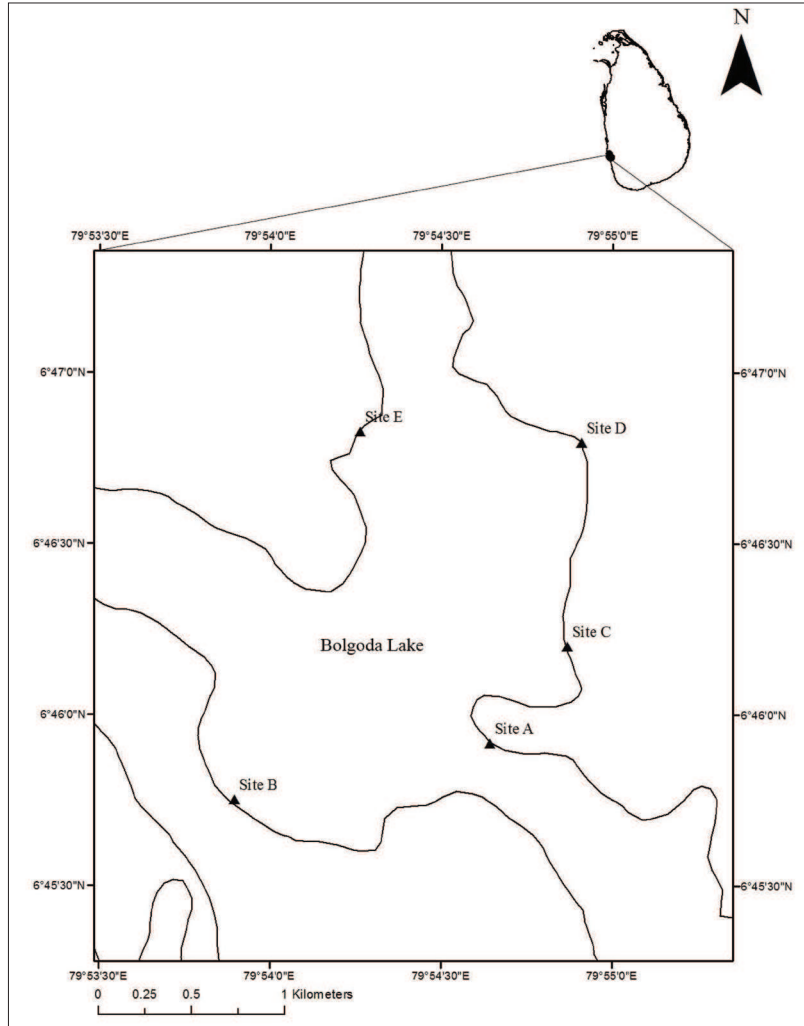 N
79°53'30"E 79°54'0"E 79°54'30"E 79°55'0"E
6°47'0"N 6°47'0"N
Site E
Site D
6°46'30"N 6°46'30"N
Site C
Bolgoda Lake
6°46'0"N 6°46'0"N
Site A
Site B
6°45'30"N 6°45'30"N
79°53'30"E 79°54'0"E 79°54'30"E 79°55'0"E
0 0.25 0.5 1 Kilometers